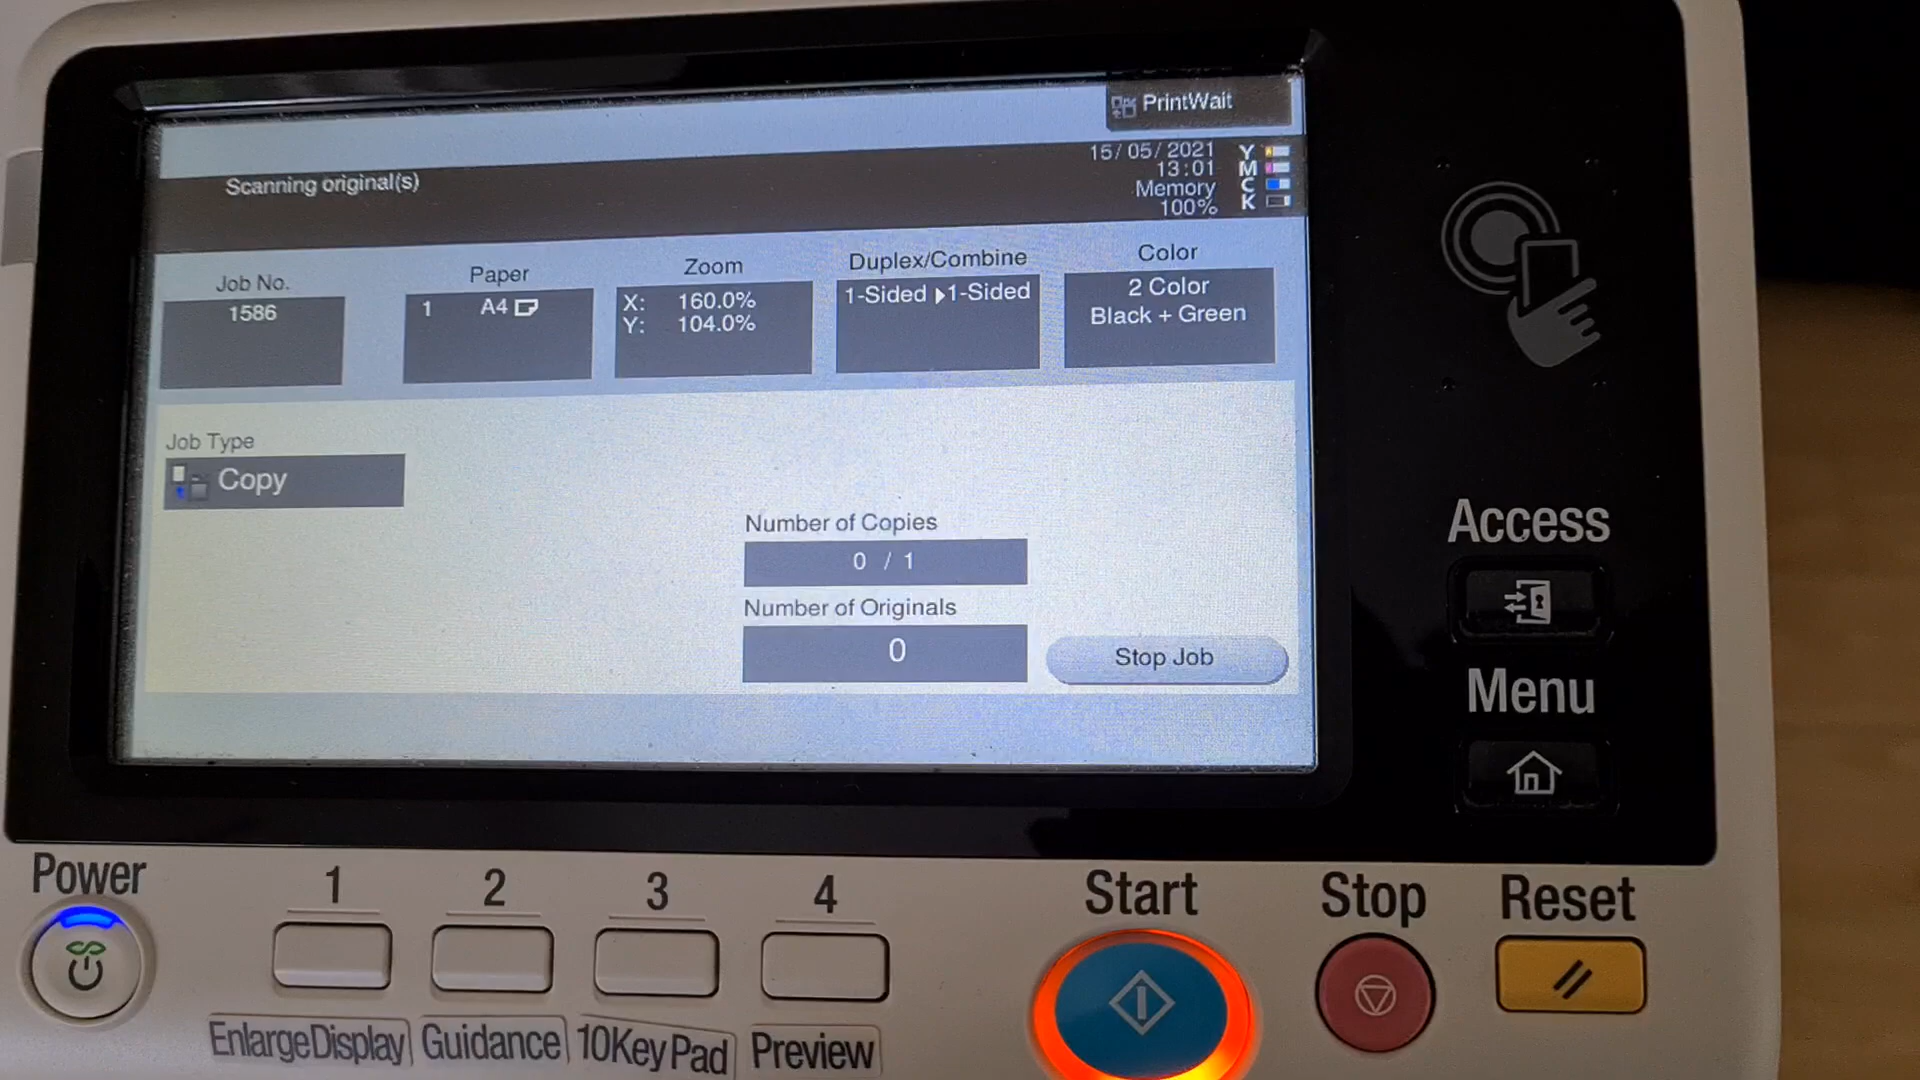 PrintWait
Scanning original(s)
15/05/2021
13:01
Memory
100%
Y
M
C
K
Job No.
1586
Paper
1 A4
Zoom
X: 160.0%
Y: 104.0%
Duplex/Combine
1-Sided 1-Sided
Color
2 Color
Black + Green
Job Type
Copy
Number of Copies
0 / 1
Number of Originals
0
Stop Job
Access
Menu
Power
1
2
3
4
Start
Stop
Reset
EnlargeDisplay
Guidance
10KeyPad
Preview